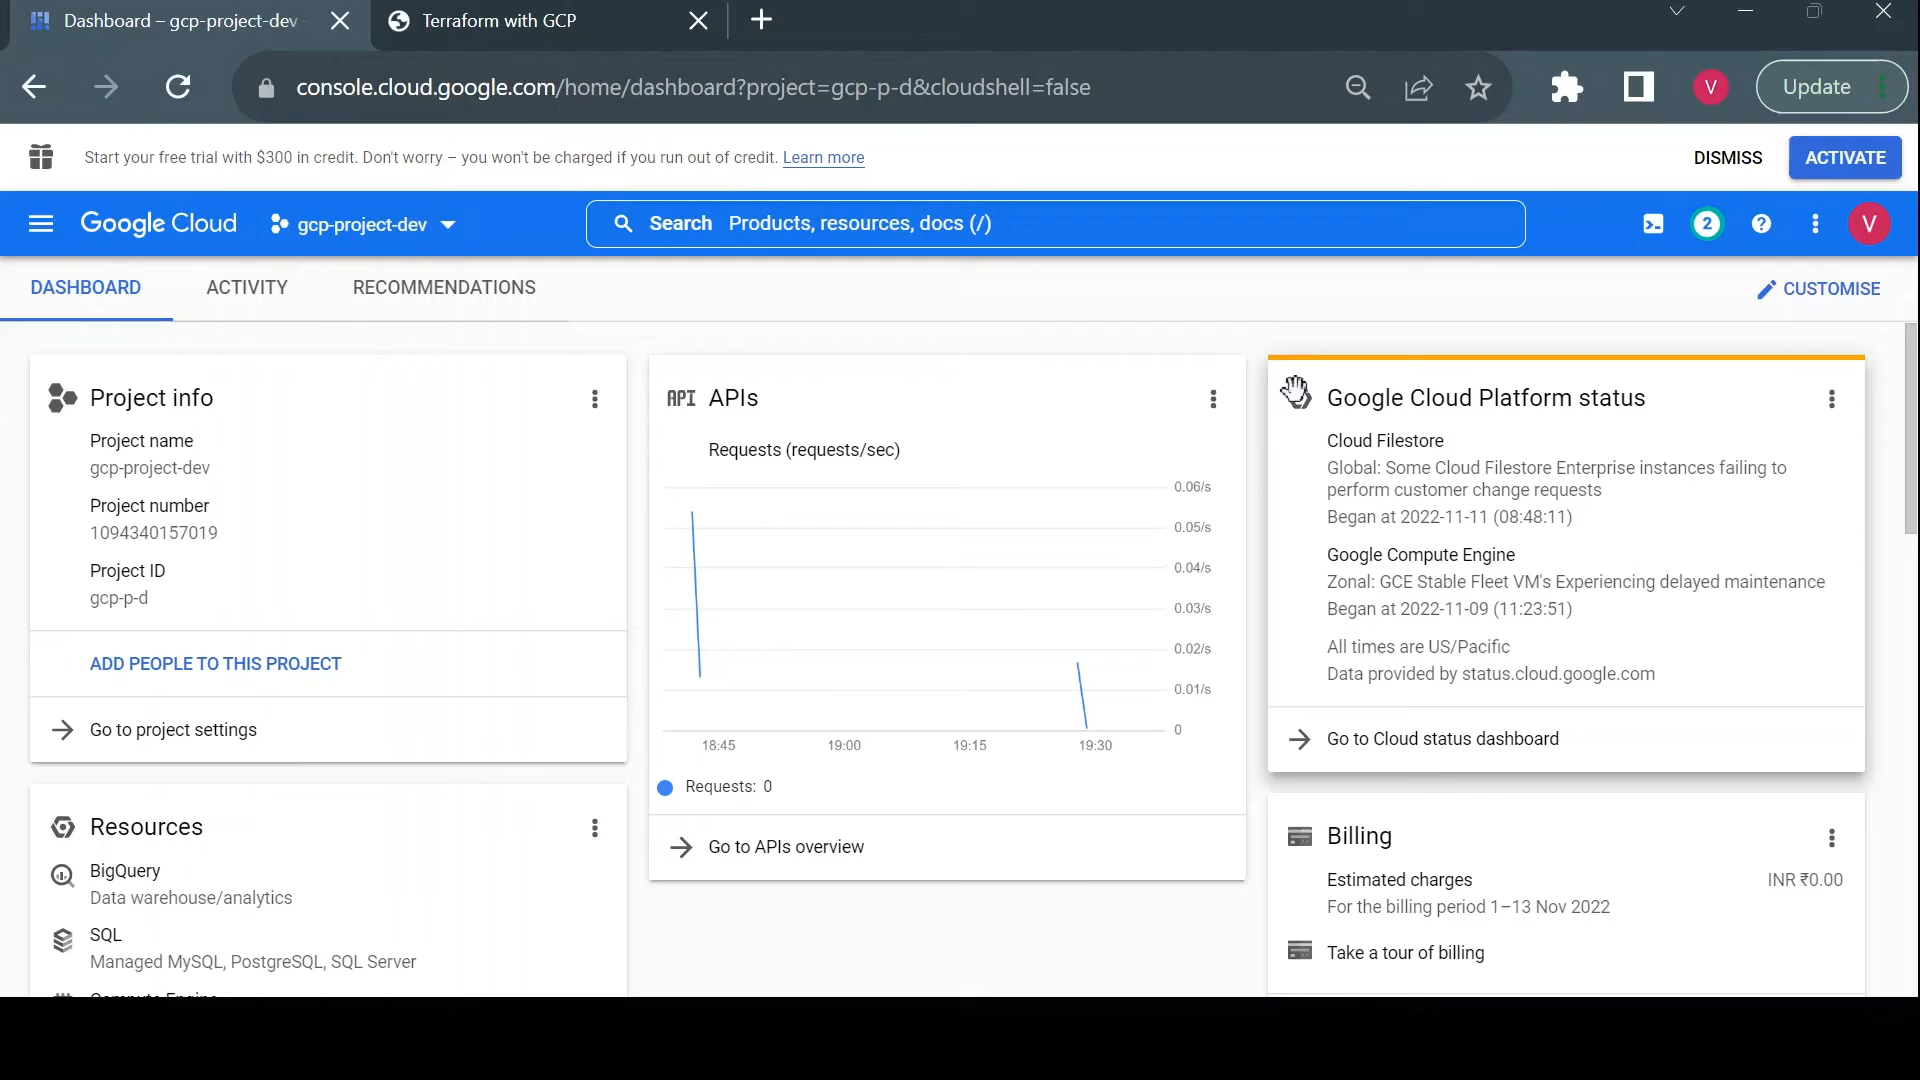 Dashboard – gcp-project-dev
Terraform with GCP
console.cloud.google.com/home/dashboard?project=gcp-p-d&cloudshell=false
V
Update
Start your free trial with $300 in credit. Don't worry – you won't be charged if you run out of credit. Learn more
DISMISS
ACTIVATE
Google Cloud
gcp-project-dev
Search Products, resources, docs (/)
2
V
DASHBOARD
ACTIVITY
RECOMMENDATIONS
CUSTOMISE
Project info
Project name
gcp-project-dev
Project number
1094340157019
Project ID
gcp-p-d
ADD PEOPLE TO THIS PROJECT
Go to project settings
Resources
BigQuery
Data warehouse/analytics
SQL
Managed MySQL, PostgreSQL, SQL Server
Compute Engine
API APIs
Requests (requests/sec)
0.06/s
0.05/s
0.04/s
0.03/s
0.02/s
0.01/s
0
18:45
19:00
19:15
19:30
Requests: 0
Go to APIs overview
Google Cloud Platform status
Cloud Filestore
Global: Some Cloud Filestore Enterprise instances failing to
perform customer change requests
Began at 2022-11-11 (08:48:11)
Google Compute Engine
Zonal: GCE Stable Fleet VM's Experiencing delayed maintenance
Began at 2022-11-09 (11:23:51)
All times are US/Pacific
Data provided by status.cloud.google.com
Go to Cloud status dashboard
Billing
Estimated charges
INR ₹0.00
For the billing period 1–13 Nov 2022
Take a tour of billing